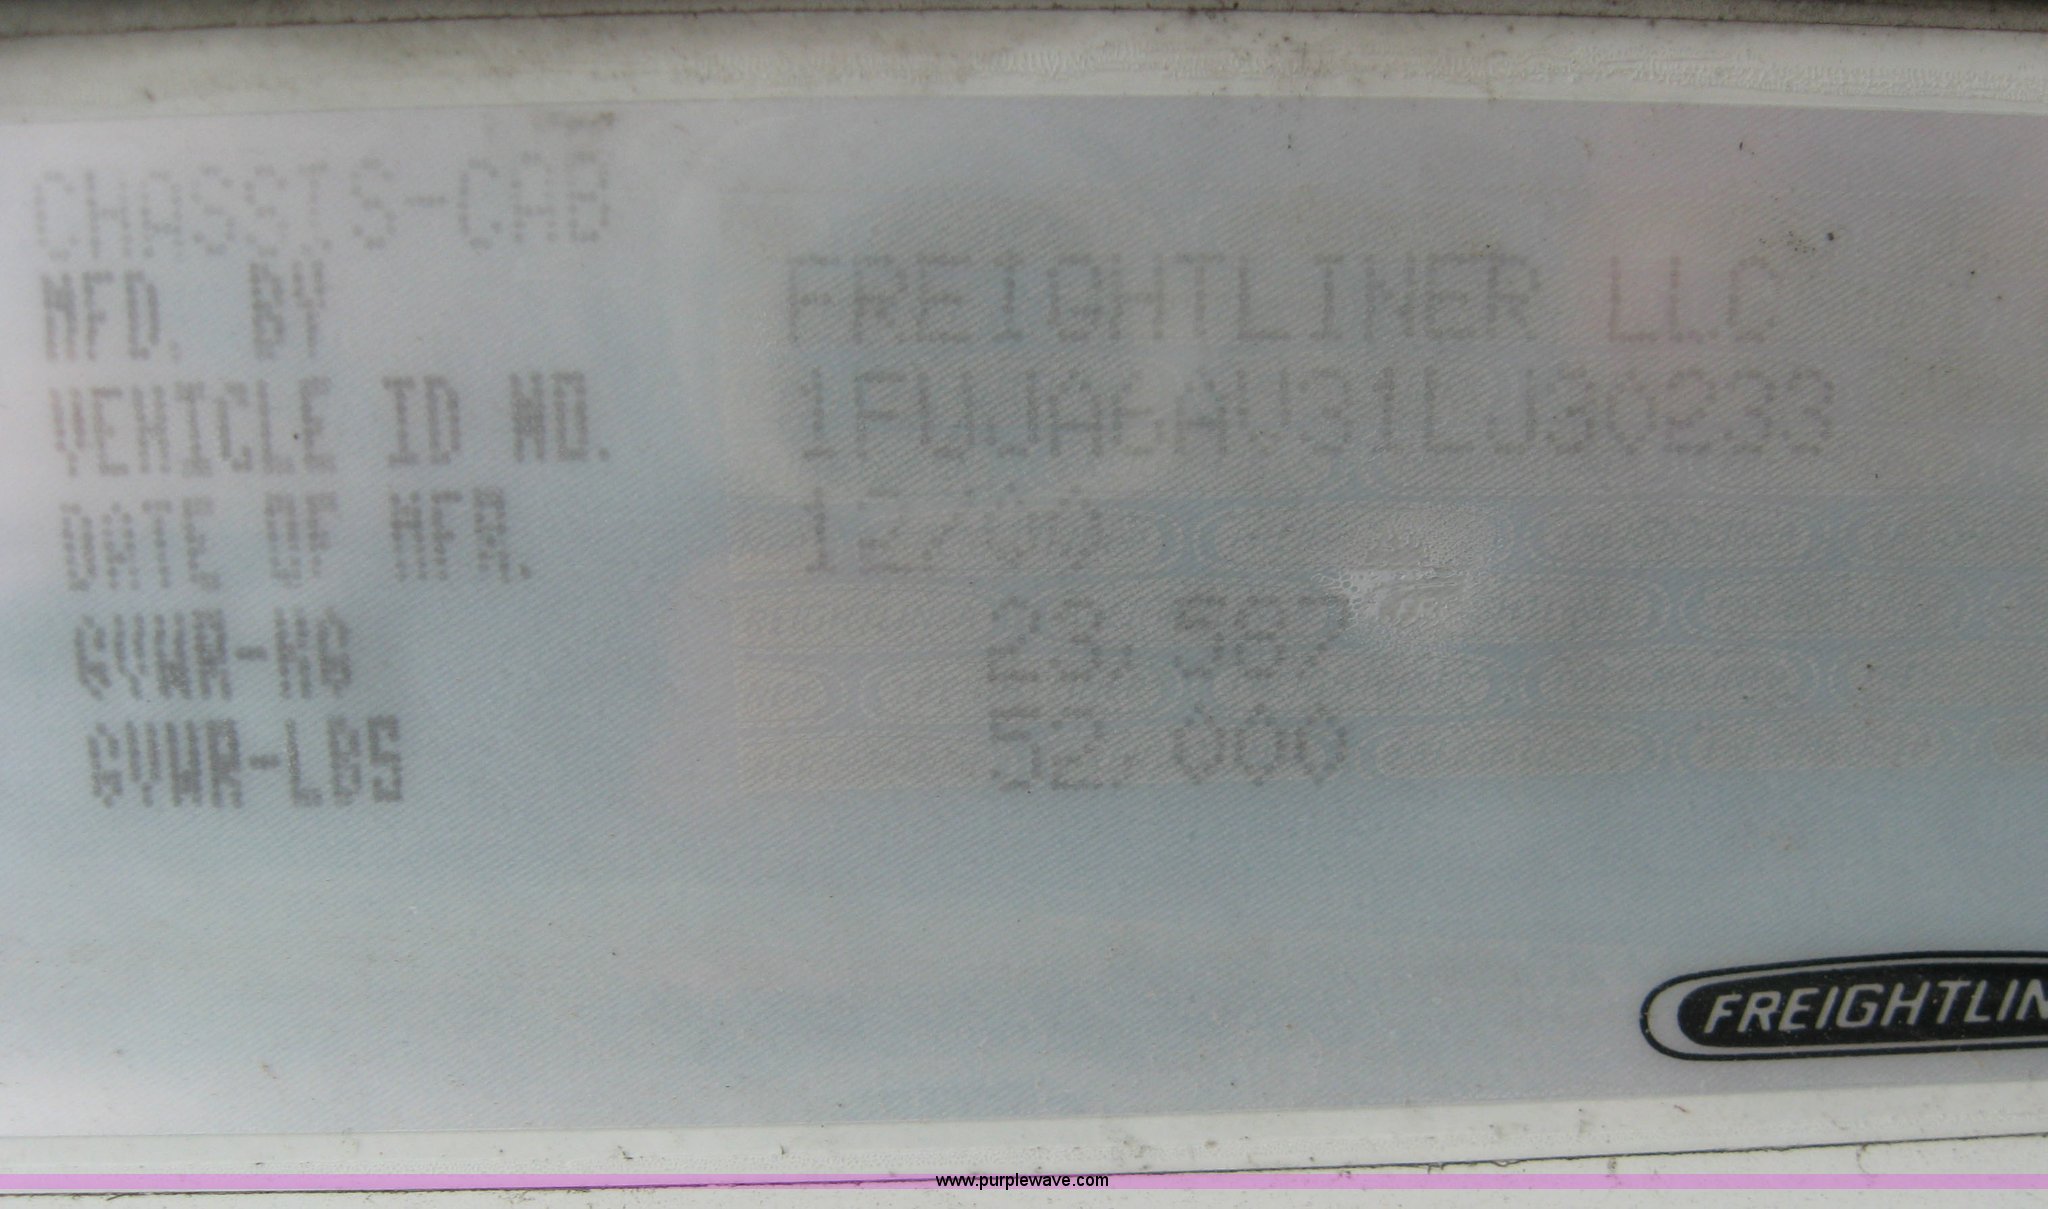 CHASSIS-CAB
MFD. BY FREIGHTLINER LLC
VEHICLE ID NO. 1FUJA6AV31LJ30233
DATE OF MFR. 12/00
GVWR-KG 23,587
GVWR-LBS 52,000
FREIGHTLIN
www.purplewave.com